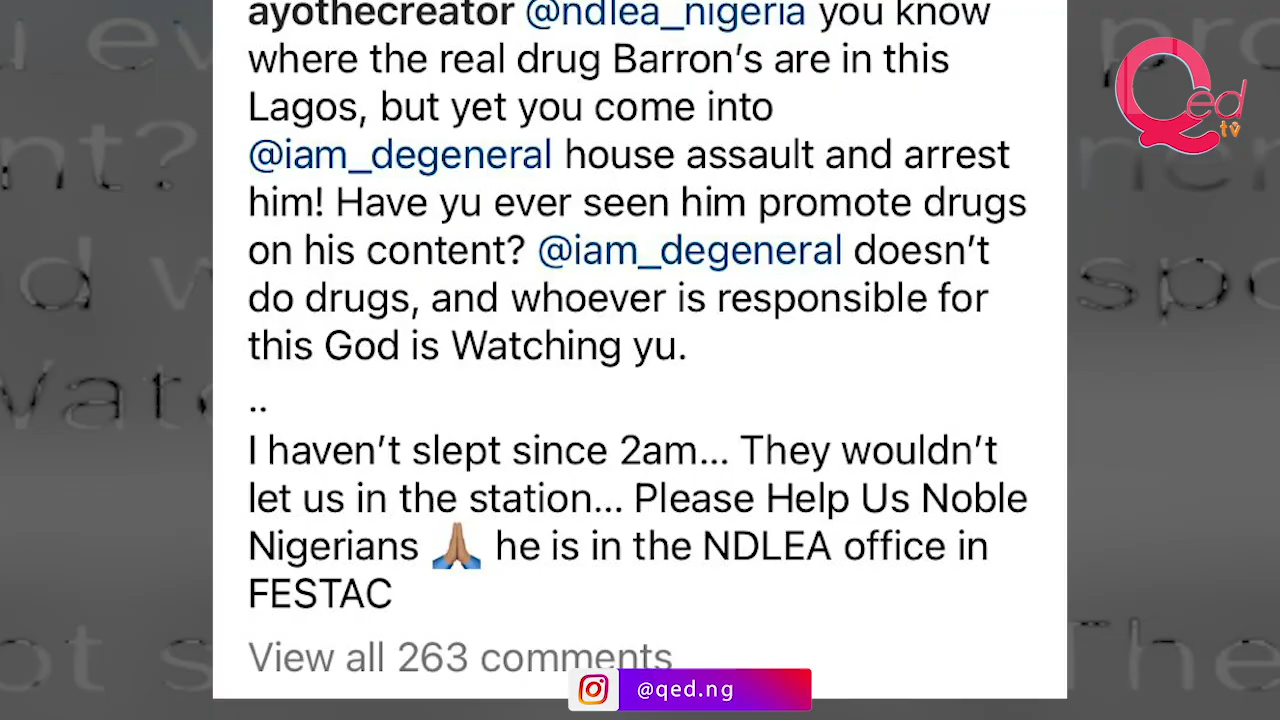 ayothecreator @ndlea_nigeria you know
where the real drug Barron’s are in this
Lagos, but yet you come into
@iam_degeneral house assault and arrest
him! Have yu ever seen him promote drugs
on his content? @iam_degeneral doesn’t
do drugs, and whoever is responsible for
this God is Watching yu.
..
I haven’t slept since 2am... They wouldn’t
let us in the station... Please Help Us Noble
Nigerians 🙏🏽 he is in the NDLEA office in
FESTAC
View all 263 comments
@qed.ng
Qed
tv